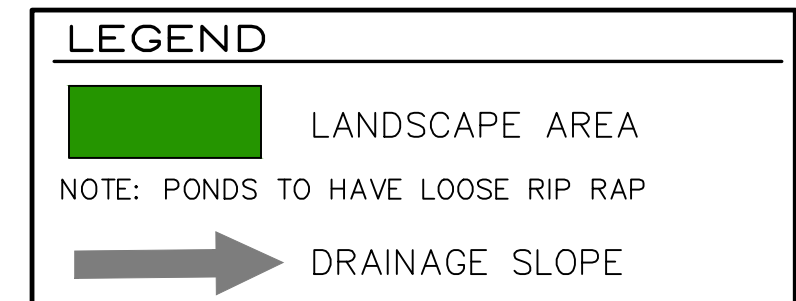 LEGEND
LANDSCAPE AREA
NOTE: PONDS TO HAVE LOOSE RIP RAP
DRAINAGE SLOPE